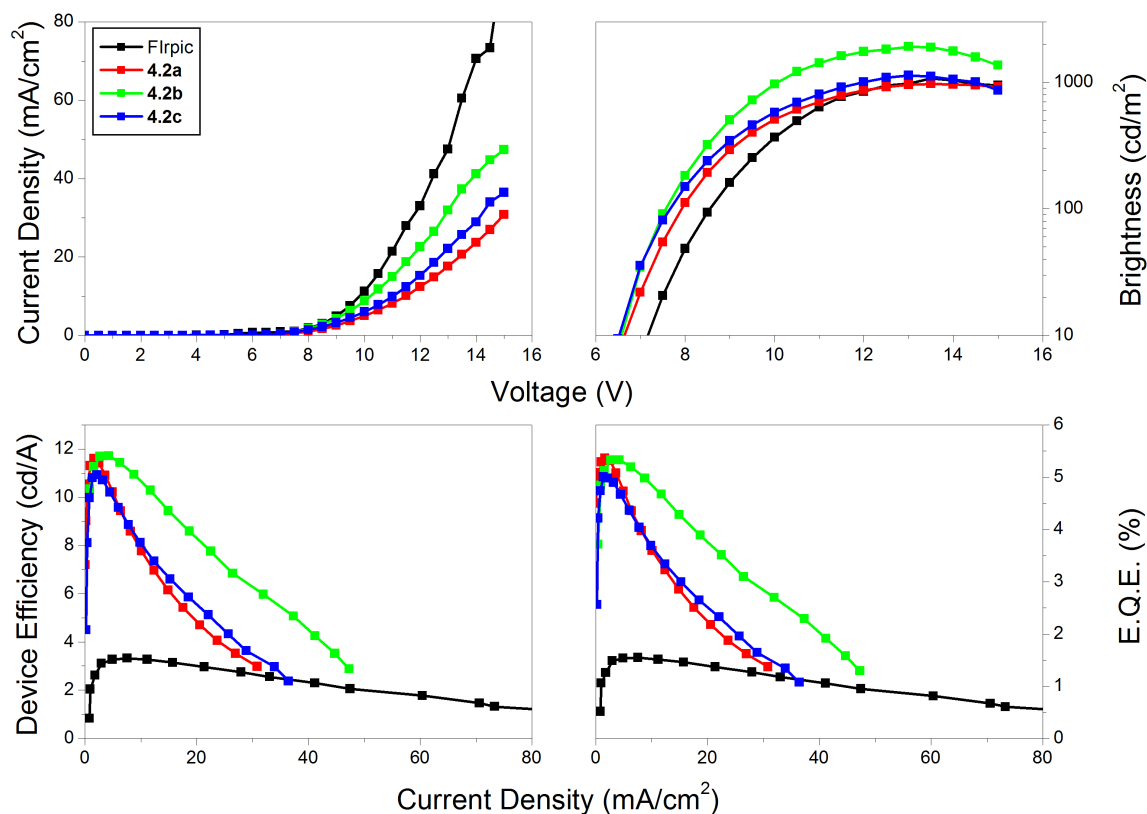 Current Density (mA/cm²)
80
60
40
20
0
FIrpic
4.2a
4.2b
4.2c
0 2 4 6 8 10 12 14 16
1000
100
10
Brightness (cd/m²)
6 8 10 12 14 16
Voltage (V)
Device Efficiency (cd/A)
12
10
8
6
4
2
0
0 20 40 60 80
6
5
4
3
2
1
0
E.Q.E. (%)
0 20 40 60 80
Current Density (mA/cm²)